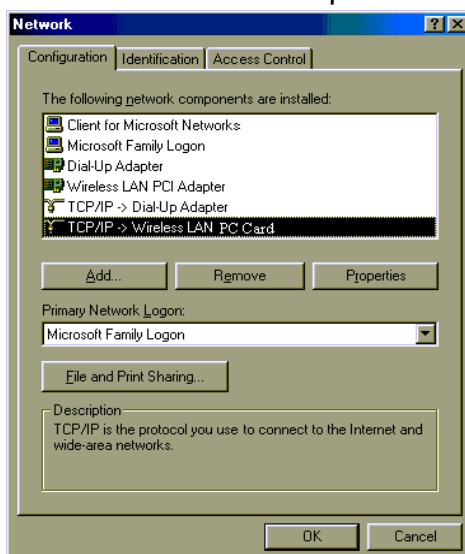 Network
? X
Configuration Identification Access Control
The following network components are installed:
Client for Microsoft Networks
Microsoft Family Logon
Dial-Up Adapter
Wireless LAN PCI Adapter
TCP/IP -> Dial-Up Adapter
TCP/IP -> Wireless LAN PC Card
Add... Remove Properties
Primary Network Logon:
Microsoft Family Logon
File and Print Sharing...
Description
TCP/IP is the protocol you use to connect to the Internet and
wide-area networks.
OK Cancel